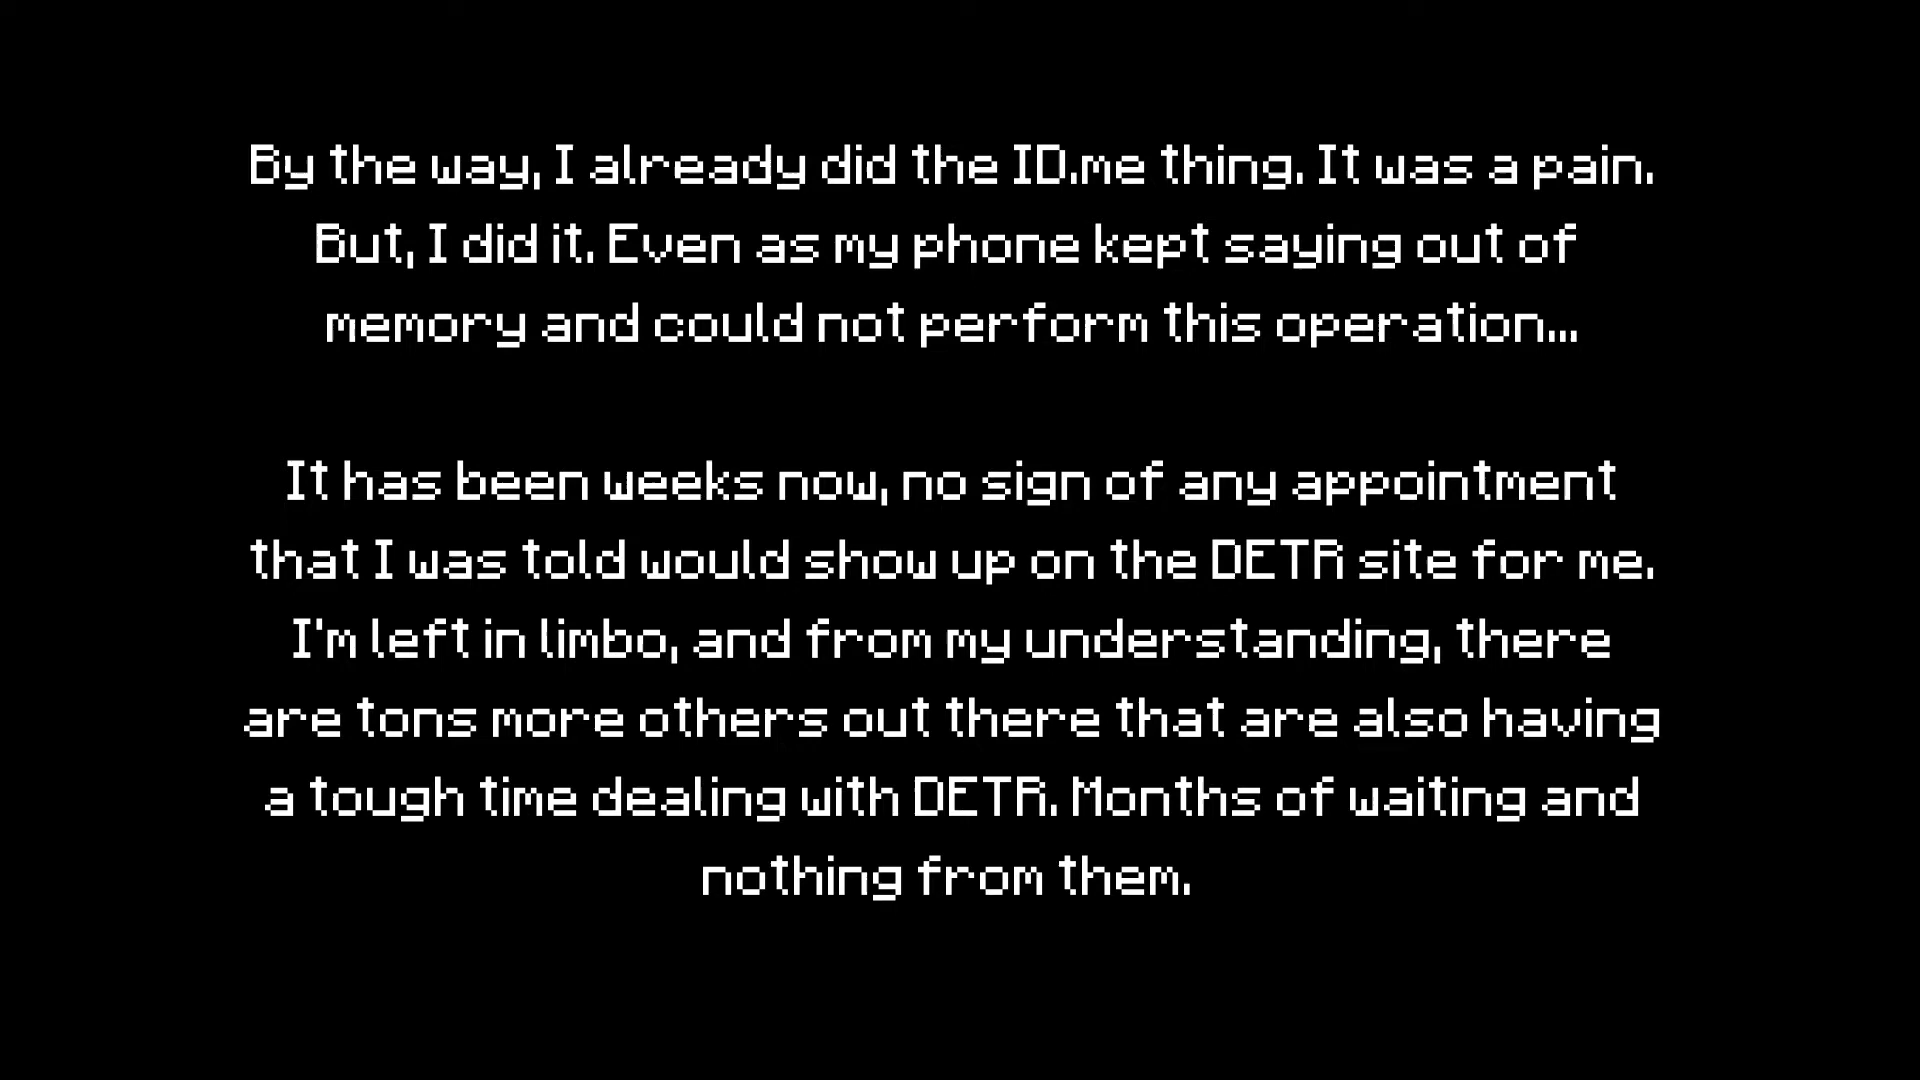 By the way, I already did the ID.me thing. It was a pain.
But, I did it. Even as my phone kept saying out of
memory and could not perform this operation...
It has been weeks now, no sign of any appointment
that I was told would show up on the DETR site for me.
I'm left in limbo, and from my understanding, there
are tons more others out there that are also having
a tough time dealing with DETR. Months of waiting and
nothing from them.